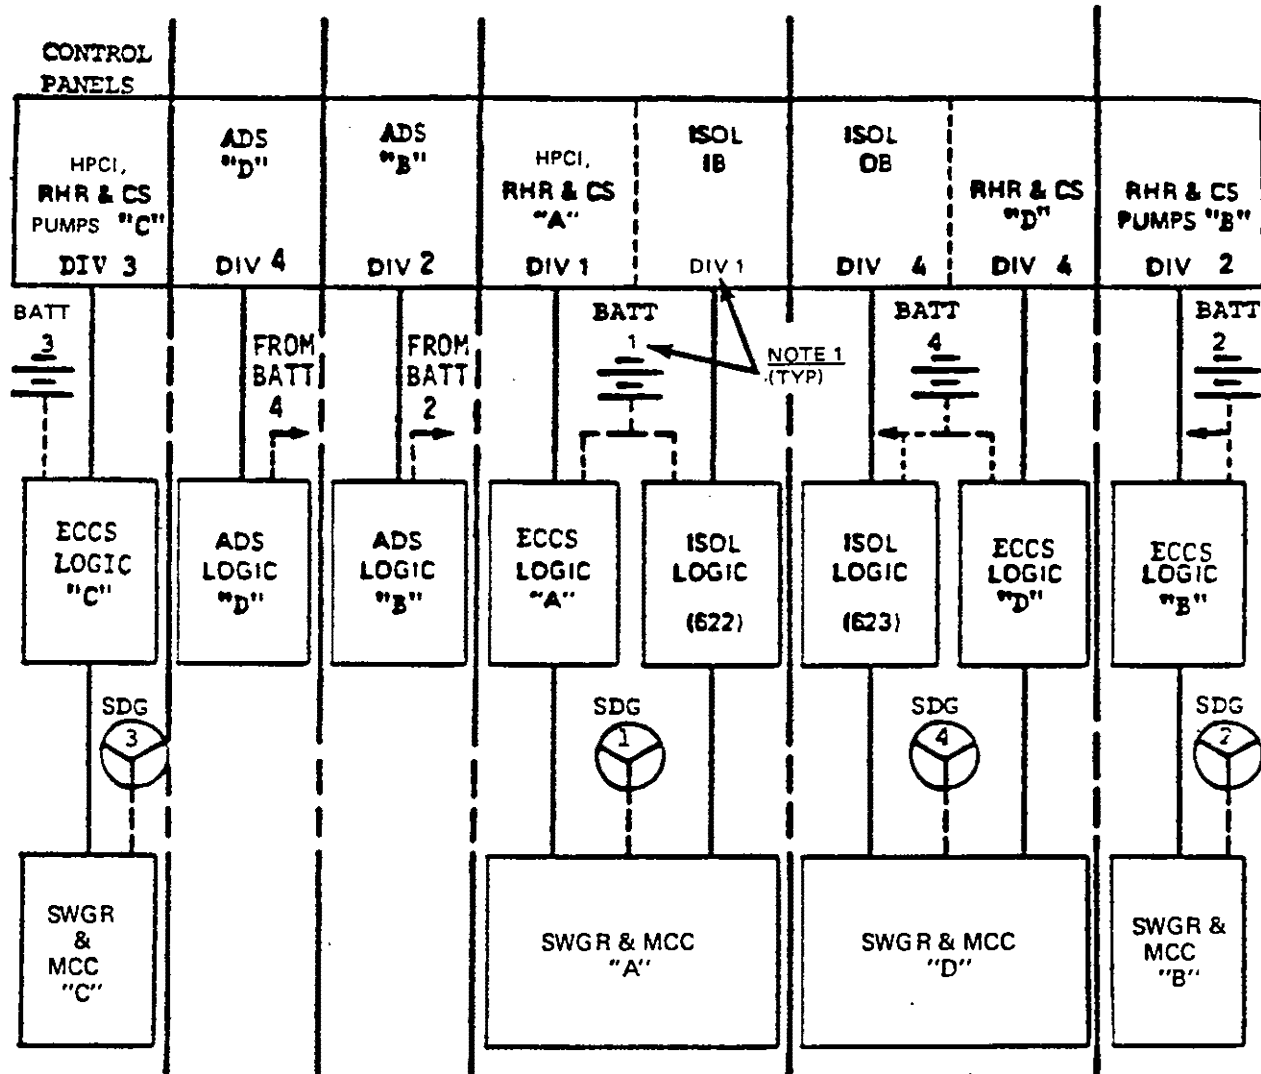 CONTROL
PANELS
HPCI,
RHR & CS
PUMPS "C"
DIV 3
ADS
"D"
DIV 4
ADS
"B"
DIV 2
HPCI,
RHR & CS
"A"
DIV 1
ISOL
IB
DIV 1
ISOL
OB
DIV 4
RHR & CS
"D"
DIV 4
RHR & CS
PUMPS "B"
DIV 2
BATT
3
FROM
BATT
4
FROM
BATT
2
BATT
1
NOTE 1
(TYP)
BATT
4
BATT
2
ECCS
LOGIC
"C"
ADS
LOGIC
"D"
ADS
LOGIC
"B"
ECCS
LOGIC
"A"
ISOL
LOGIC
(622)
ISOL
LOGIC
(623)
ECCS
LOGIC
"D"
ECCS
LOGIC
"B"
SDG
3
SDG
1
SDG
4
SDG
2
SWGR
&
MCC
"C"
SWGR & MCC
"A"
SWGR & MCC
"D"
SWGR &
MCC
"B"